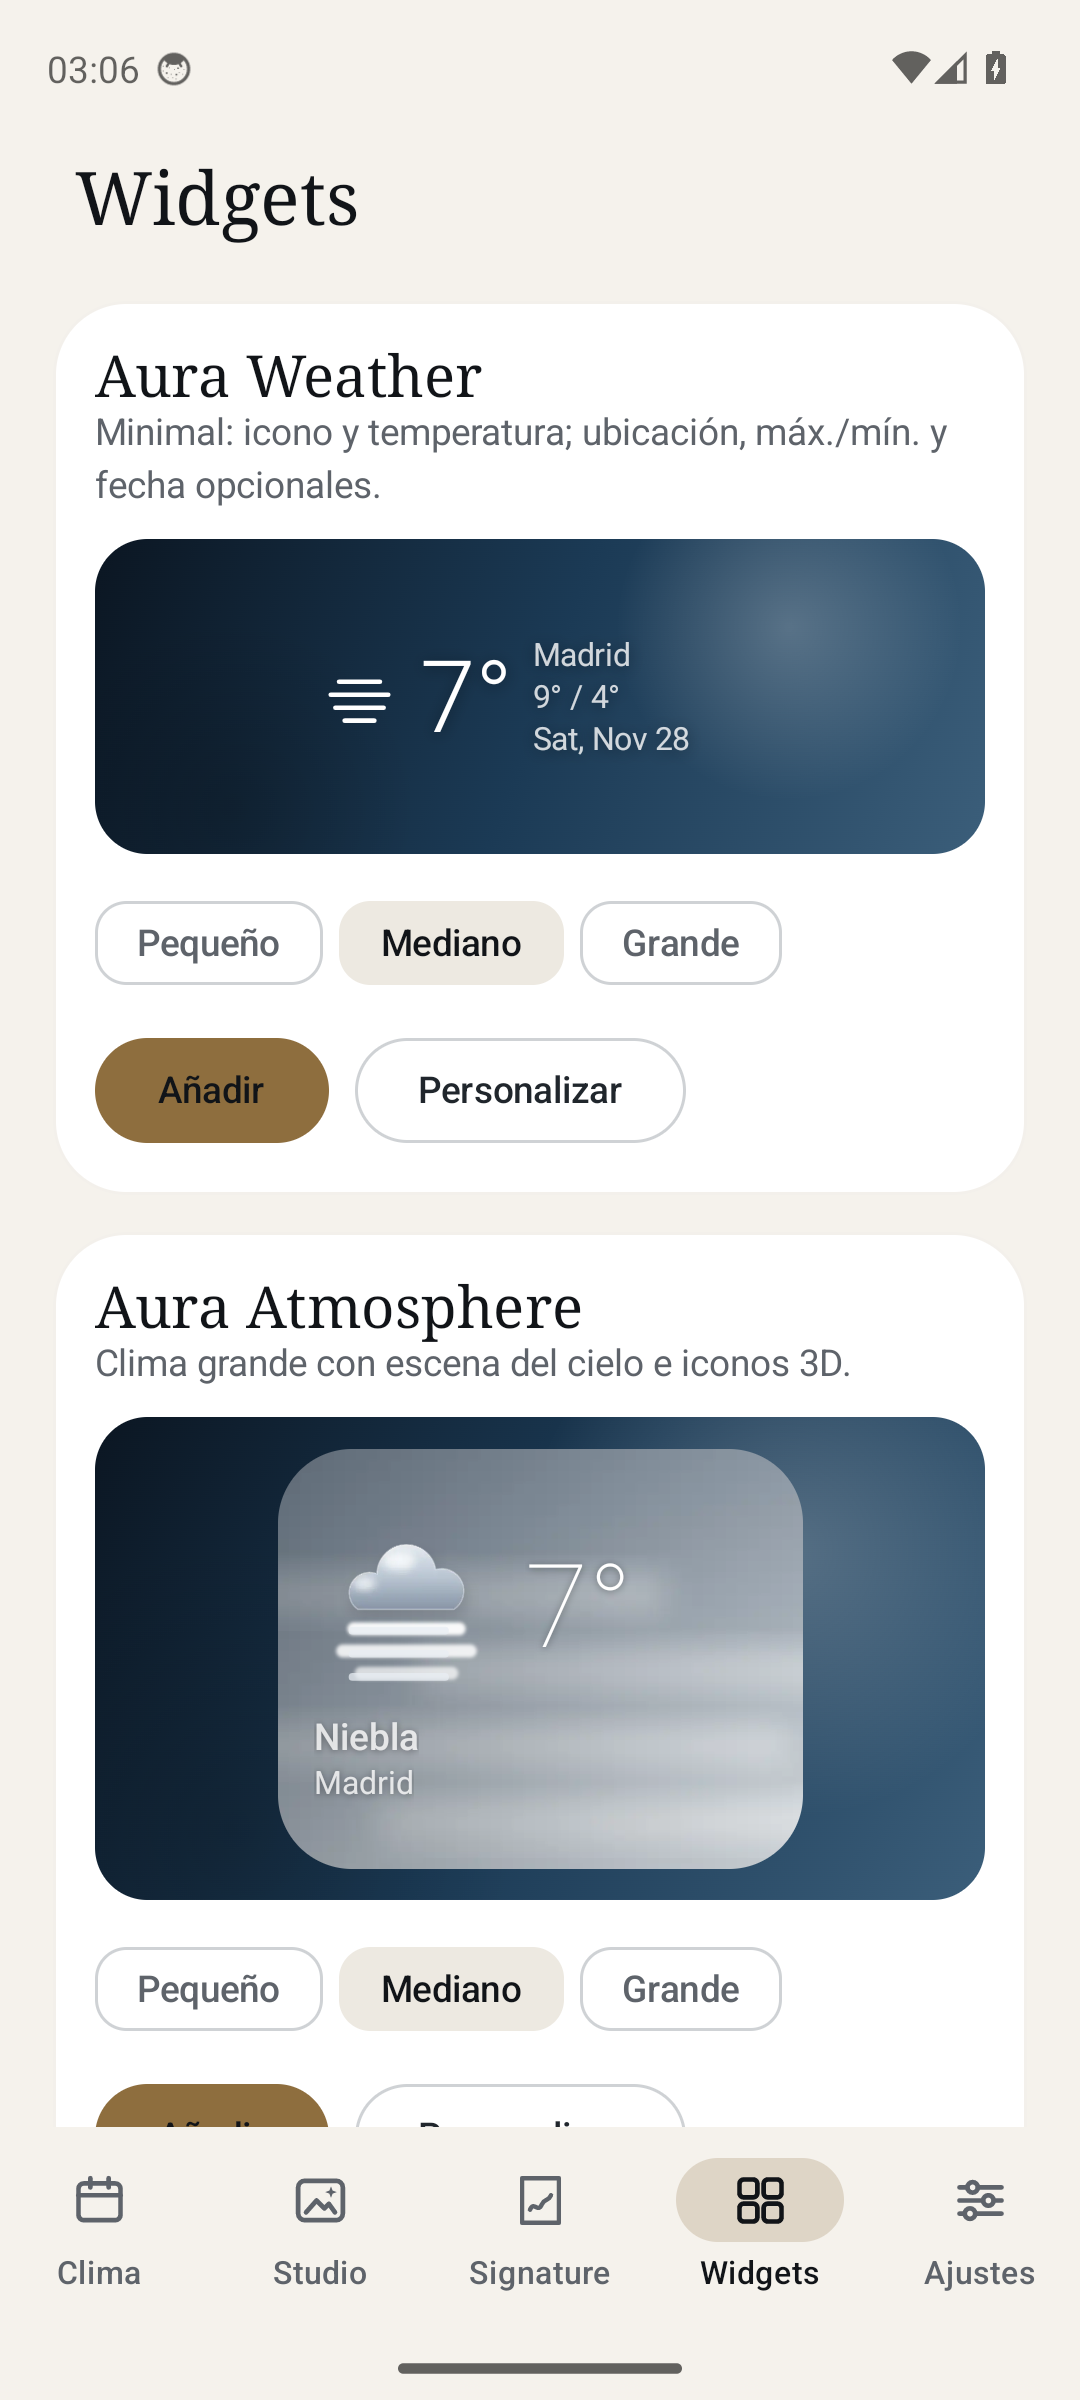 03:06
Widgets
Aura Weather
Minimal: icono y temperatura; ubicación, máx./mín. y
fecha opcionales.
7°
Madrid
9° / 4°
Sat, Nov 28
Pequeño
Mediano
Grande
Añadir
Personalizar
Aura Atmosphere
Clima grande con escena del cielo e iconos 3D.
7°
Niebla
Madrid
Pequeño
Mediano
Grande
Clima
Studio
Signature
Widgets
Ajustes